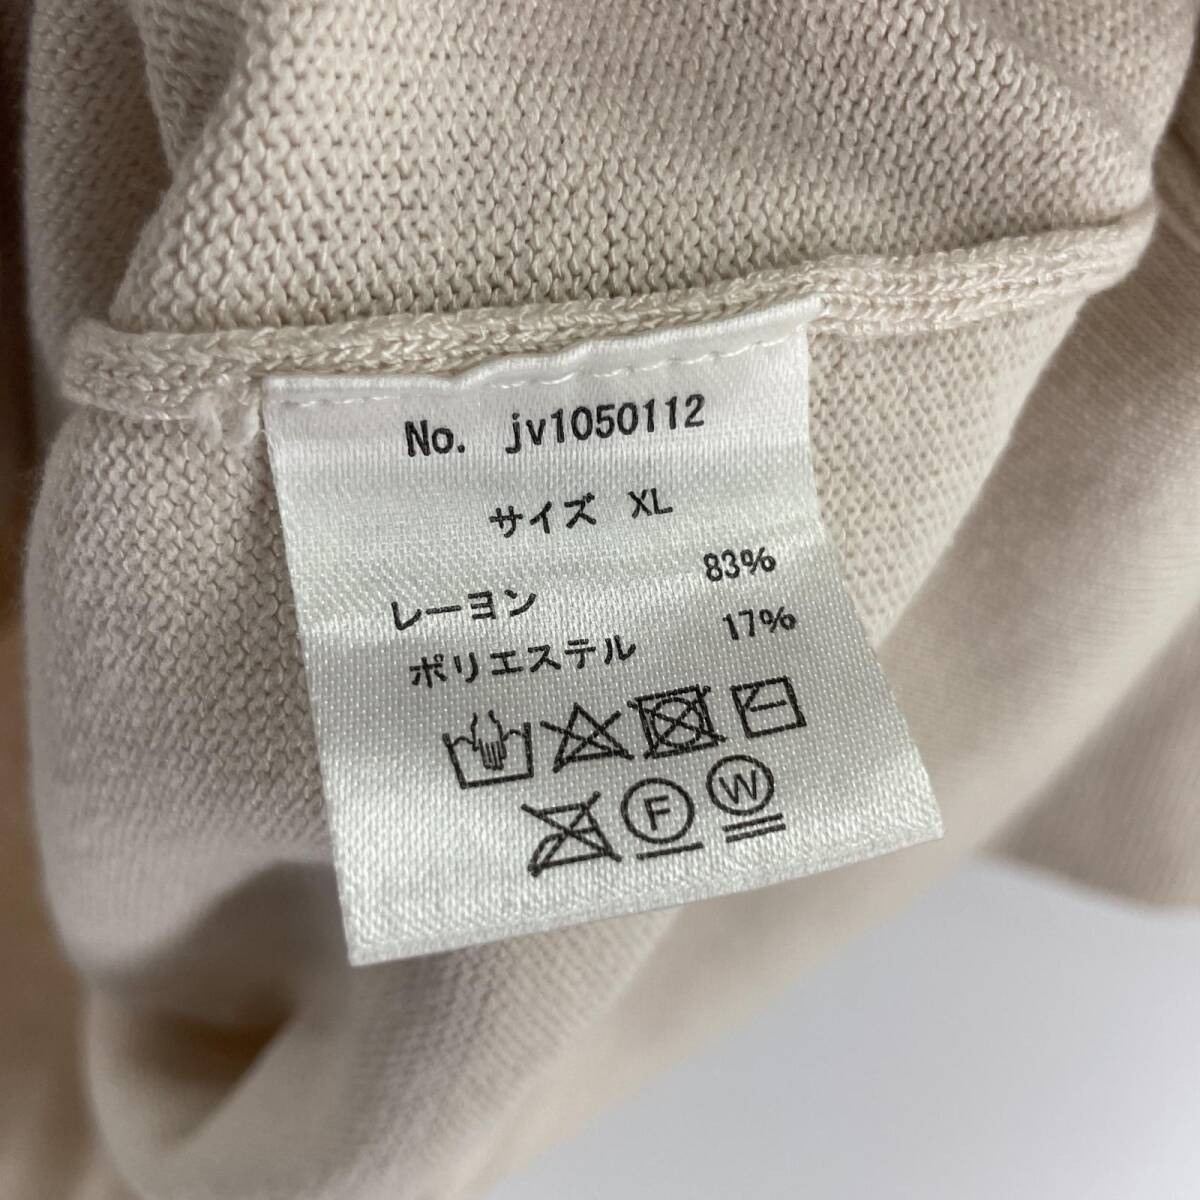 No. jv1050112
サイズ XL
レーヨン 83%
ポリエステル 17%
F W